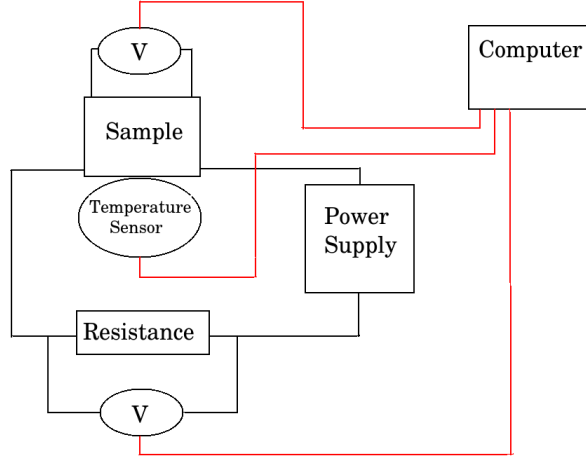 V
Computer
Sample
Temperature
Sensor
Power
Supply
Resistance
V